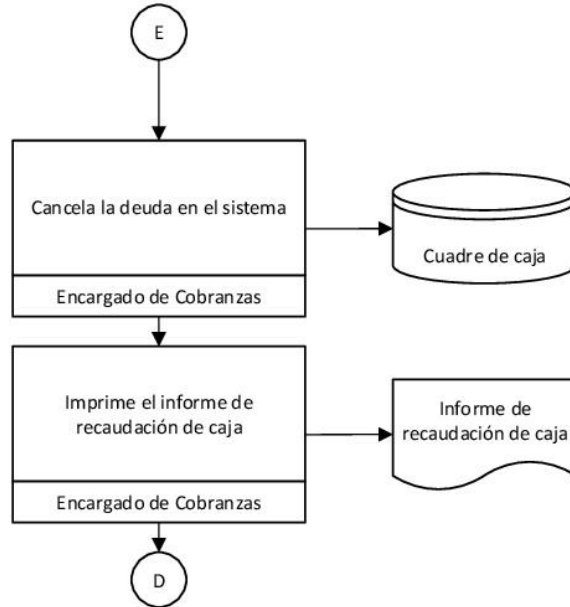 E
Cancela la deuda en el sistema
Cuadre de caja
Encargado de Cobranzas
Imprime el informe de
recaudación de caja
Informe de
recaudación de caja
Encargado de Cobranzas
D